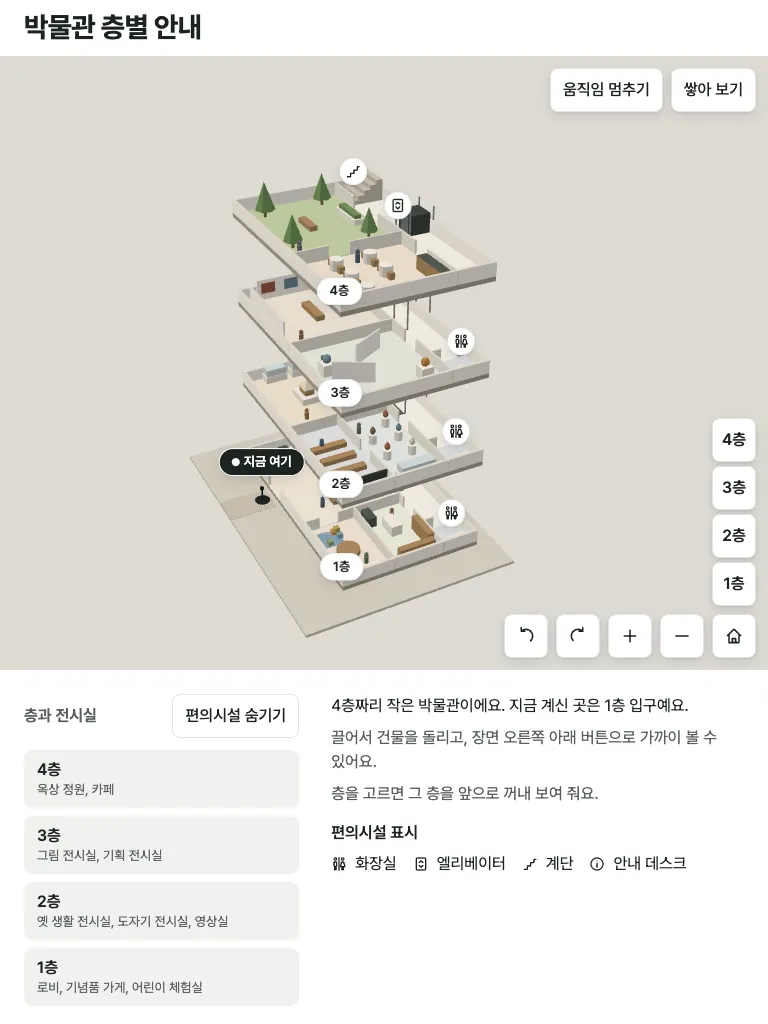 박물관 층별 안내
움직임 멈추기
쌓아 보기
4층
3층
지금 여기
2층
1층
4층
3층
2층
1층
층과 전시실
편의시설 숨기기
4층
옥상 정원, 카페
3층
그림 전시실, 기획 전시실
2층
옛 생활 전시실, 도자기 전시실, 영상실
1층
로비, 기념품 가게, 어린이 체험실
4층짜리 작은 박물관이에요. 지금 계신 곳은 1층 입구예요.
끌어서 건물을 돌리고, 장면 오른쪽 아래 버튼으로 가까이 볼 수
있어요.
층을 고르면 그 층을 앞으로 꺼내 보여 줘요.
편의시설 표시
화장실 엘리베이터 계단 안내 데스크